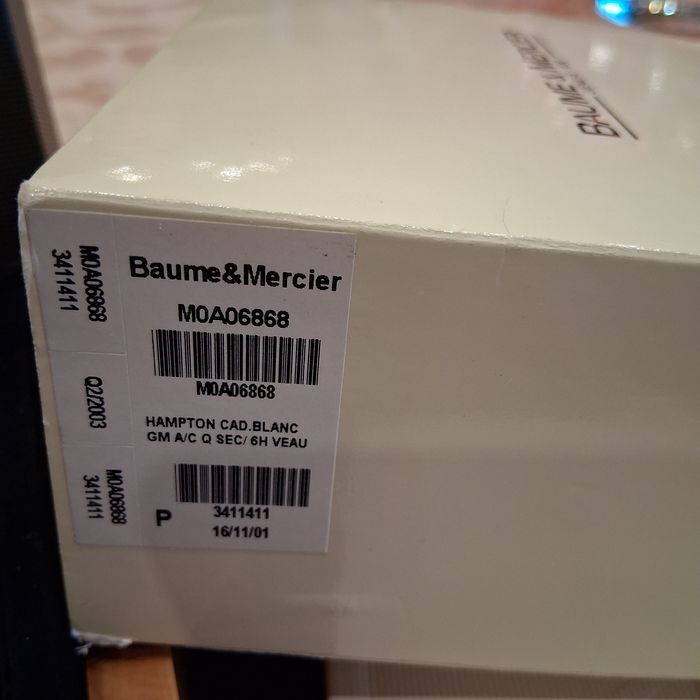 BAUME & MERCIER
Baume&Mercier
M0A06868
M0A06868
HAMPTON CAD.BLANC
GM A/C Q SEC/ 6H VEAU
3411411
P
16/11/01
M0A06868
3411411
Q2/2003
M0A06868
3411411